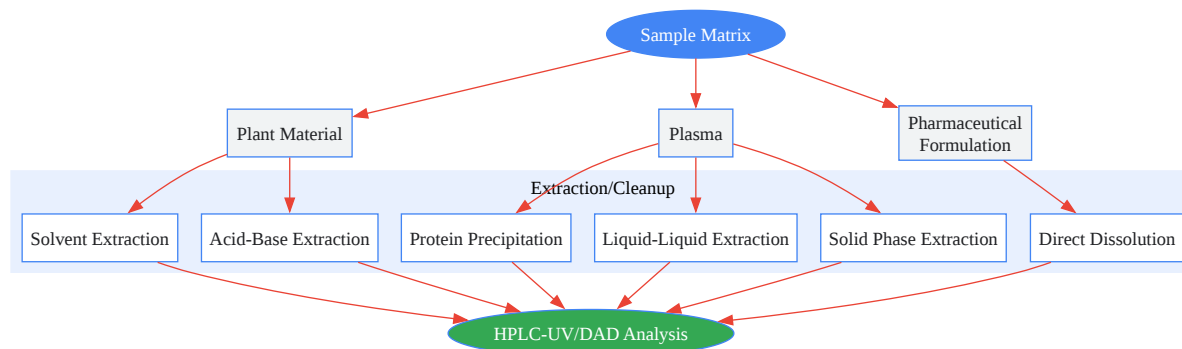 Sample Matrix
Plant Material
Plasma
Pharmaceutical
Formulation
Extraction/Cleanup
Solvent Extraction
Acid-Base Extraction
Protein Precipitation
Liquid-Liquid Extraction
Solid Phase Extraction
Direct Dissolution
HPLC-UV/DAD Analysis